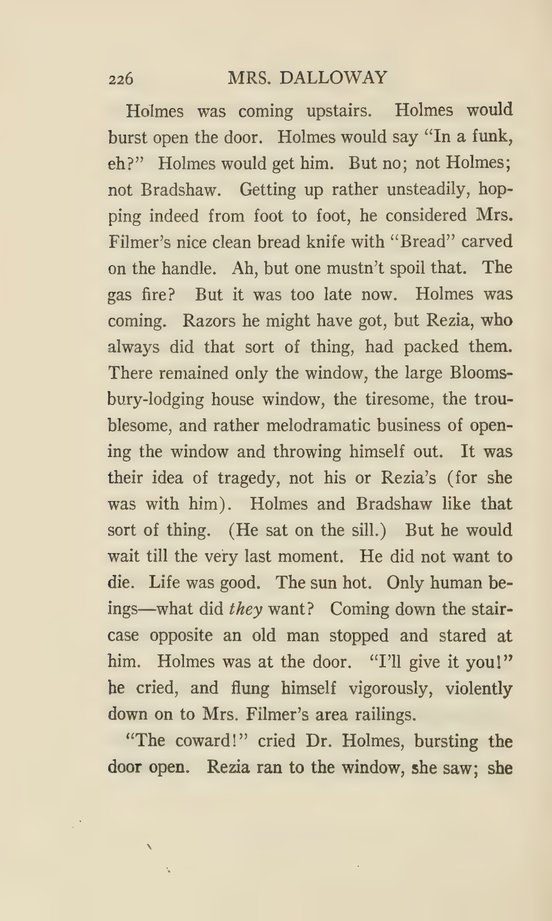 226 MRS. DALLOWAY
Holmes was coming upstairs. Holmes would
burst open the door. Holmes would say "In a funk,
eh?" Holmes would get him. But no; not Holmes;
not Bradshaw. Getting up rather unsteadily, hop-
ping indeed from foot to foot, he considered Mrs.
Filmer's nice clean bread knife with "Bread" carved
on the handle. Ah, but one mustn't spoil that. The
gas fire? But it was too late now. Holmes was
coming. Razors he might have got, but Rezia, who
always did that sort of thing, had packed them.
There remained only the window, the large Blooms-
bury-lodging house window, the tiresome, the trou-
blesome, and rather melodramatic business of open-
ing the window and throwing himself out. It was
their idea of tragedy, not his or Rezia's (for she
was with him). Holmes and Bradshaw like that
sort of thing. (He sat on the sill.) But he would
wait till the very last moment. He did not want to
die. Life was good. The sun hot. Only human be-
ings—what did they want? Coming down the stair-
case opposite an old man stopped and stared at
him. Holmes was at the door. "I'll give it you!"
he cried, and flung himself vigorously, violently
down on to Mrs. Filmer's area railings.
"The coward!" cried Dr. Holmes, bursting the
door open. Rezia ran to the window, she saw; she